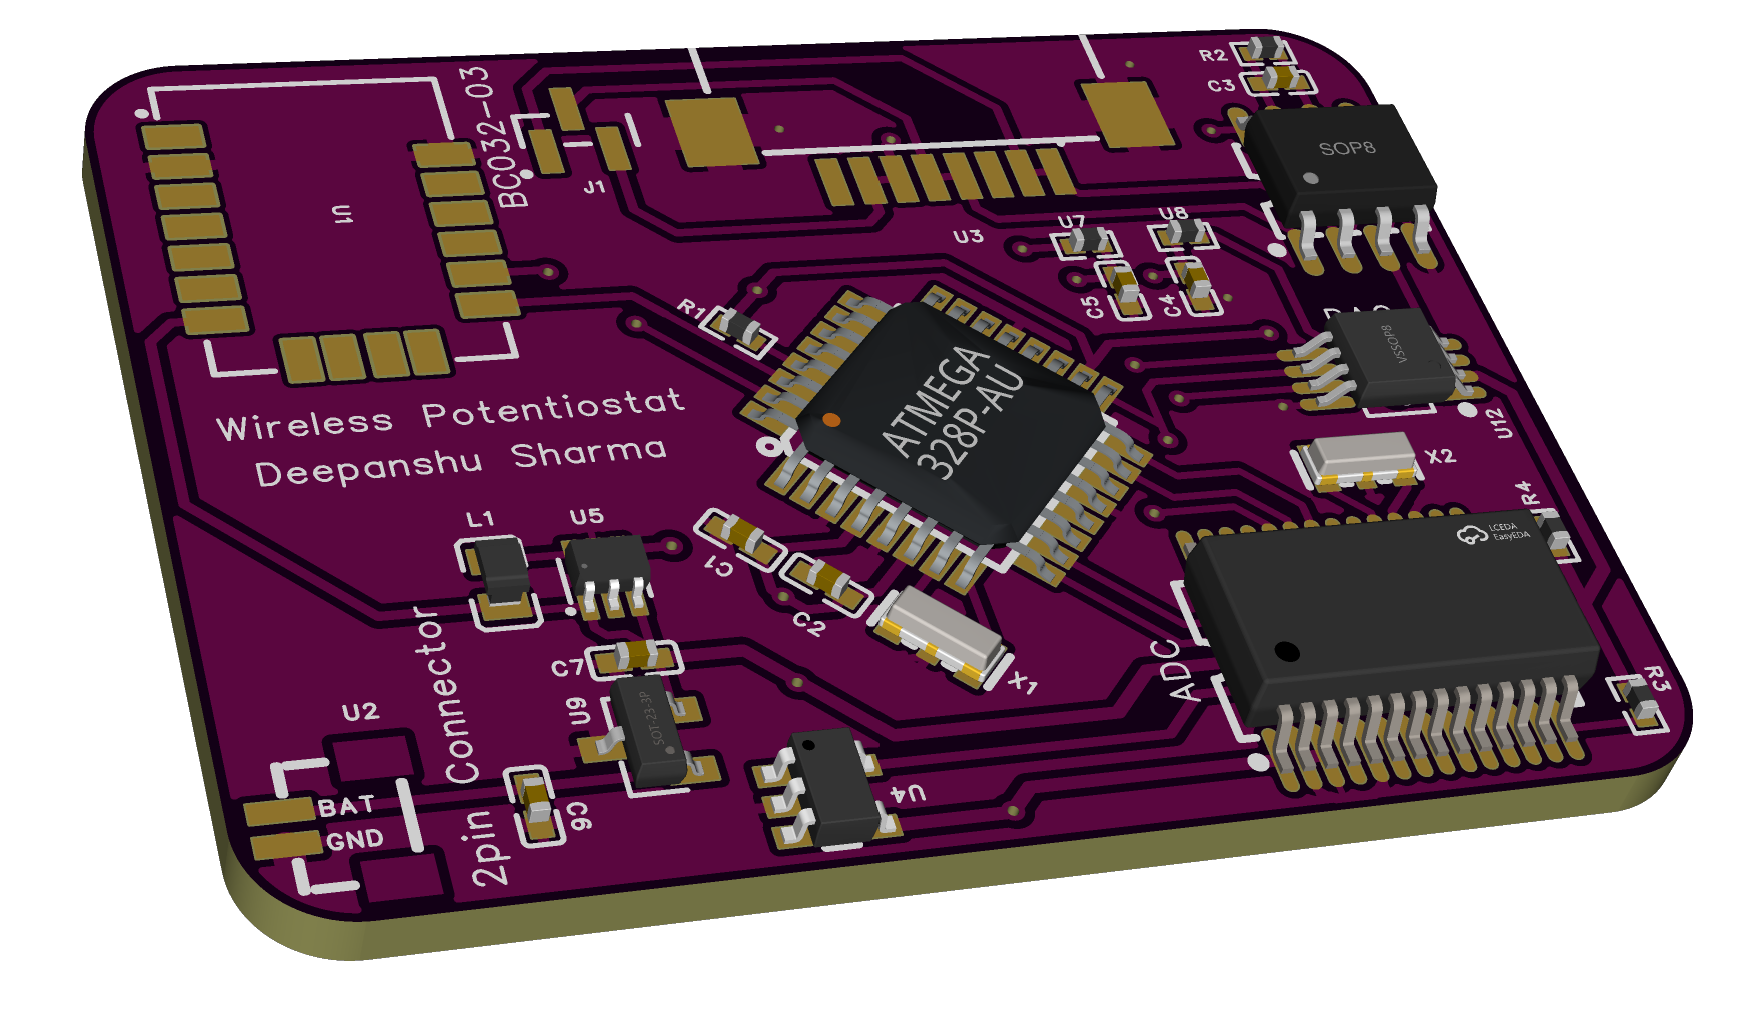 R2
C3
SOP8
BC032-03
U1
J1
U3
U7
U8
C5
C4
R1
DAC
VSSOP8
U12
ATMEGA
328P-AU
Wireless Potentiostat
Deepanshu Sharma
X2
R4
LCEDA
EasyEDA
L1
U5
C1
C2
X1
ADC
R3
C7
U9
SOT-23-3P
U2
2pin Connector
BAT
GND
C6
U4